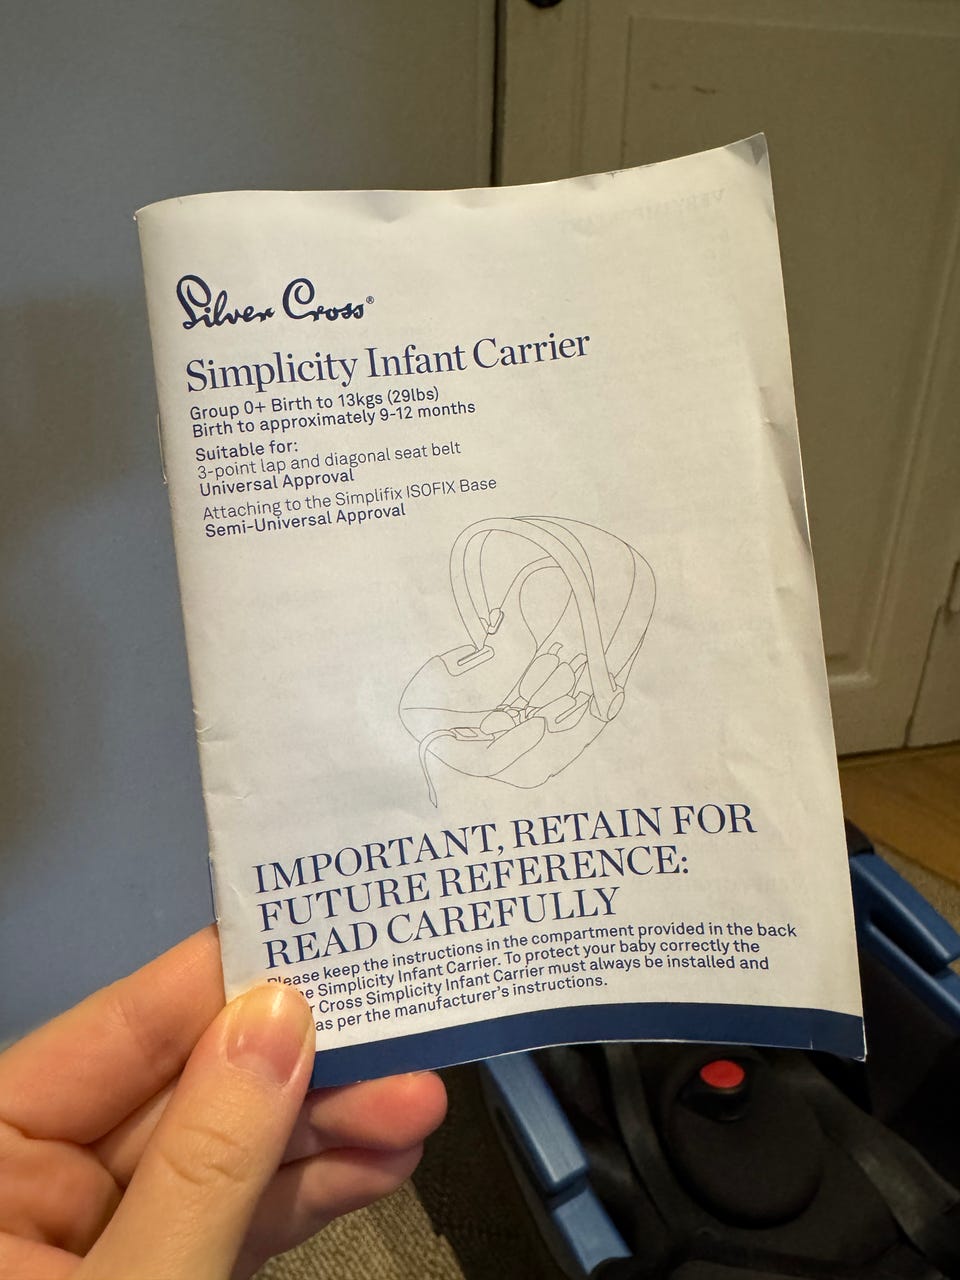 Silver Cross®
Simplicity Infant Carrier
Group 0+ Birth to 13kgs (29lbs)
Birth to approximately 9-12 months
Suitable for:
3-point lap and diagonal seat belt
Universal Approval
Attaching to the Simplifix ISOFIX Base
Semi-Universal Approval
IMPORTANT, RETAIN FOR
FUTURE REFERENCE:
READ CAREFULLY
Please keep the instructions in the compartment provided in the back
Simplicity Infant Carrier. To protect your baby correctly the
Cross Simplicity Infant Carrier must always be installed and
as per the manufacturer's instructions.